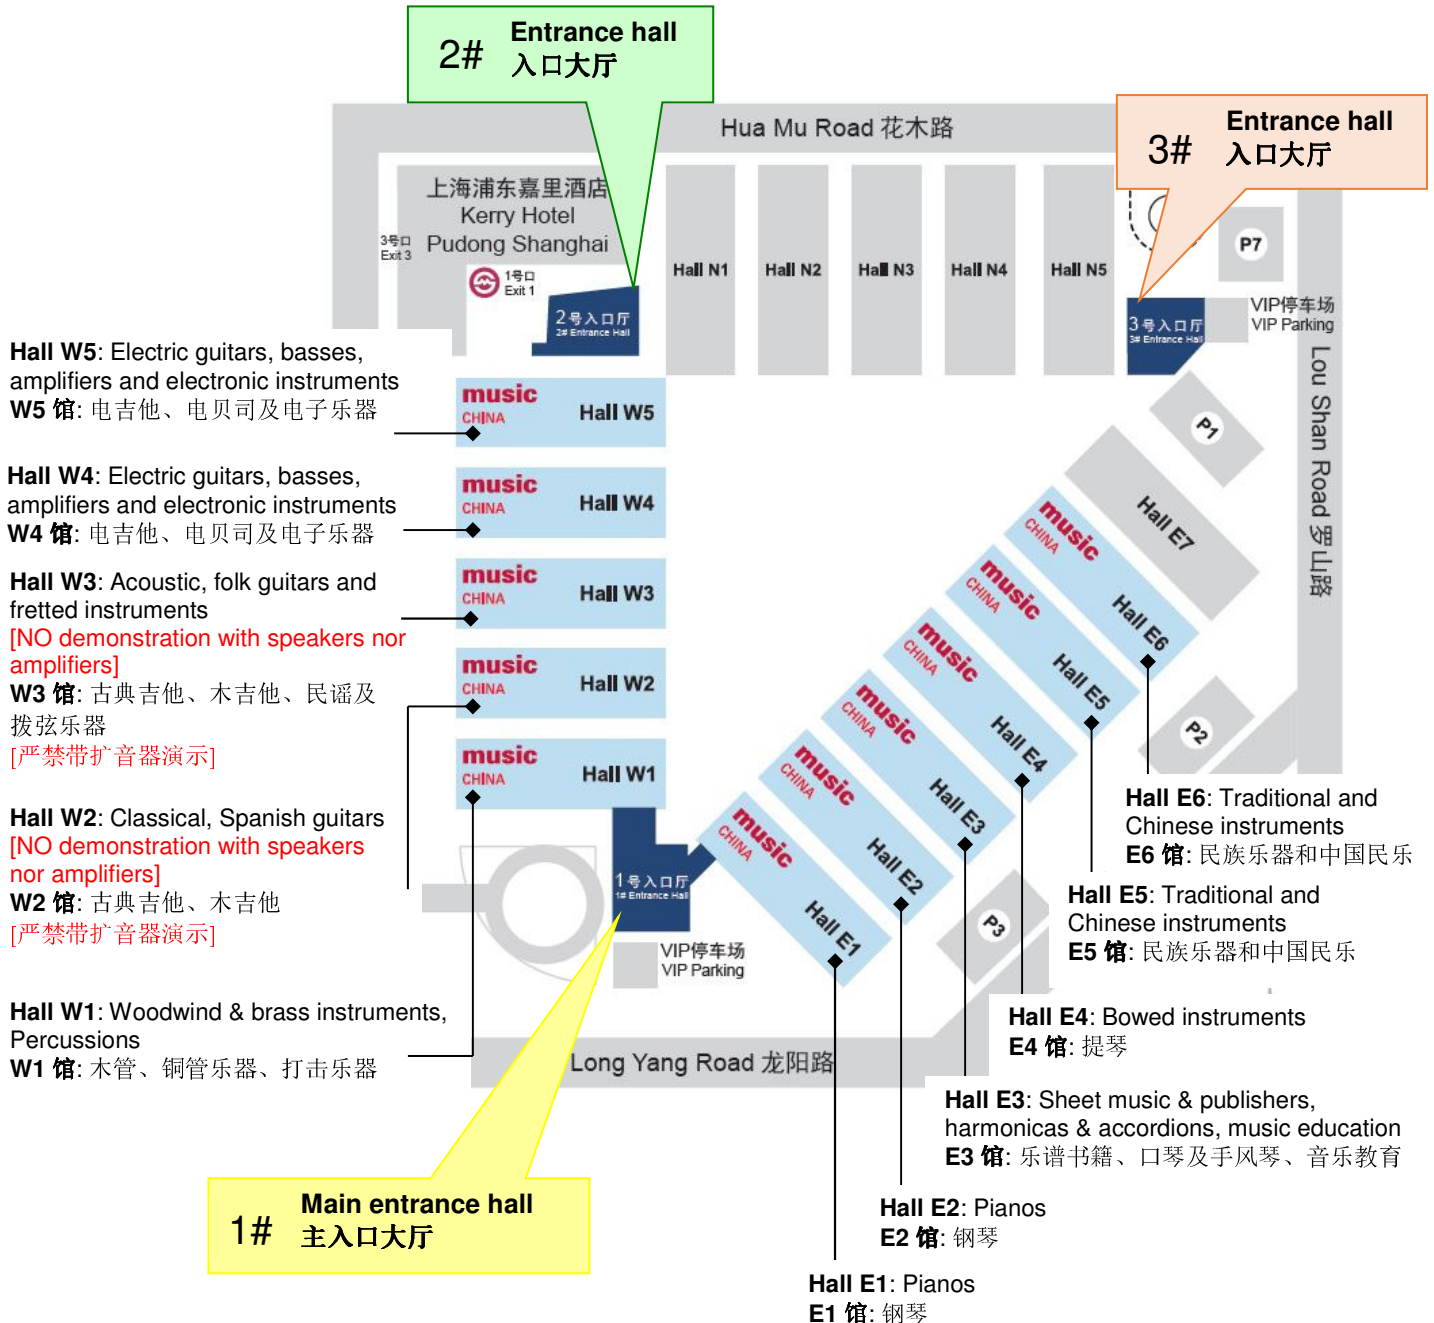 2#
Entrance hall
入口大厅
3#
Entrance hall
入口大厅
Hua Mu Road 花木路
上海浦东嘉里酒店
Kerry Hotel
Pudong Shanghai
3号口
Exit 3
1号口
Exit 1
2号入口厅
2# Entrance Hall
Hall N1
Hall N2
Hall N3
Hall N4
Hall N5
P7
VIP停车场
VIP Parking
3号入口厅
3# Entrance Hall
Lou Shan Road 罗山路
P1
Hall W5: Electric guitars, basses,
amplifiers and electronic instruments
W5 馆: 电吉他、电贝司及电子乐器
music
CHINA
Hall W5
Hall W4: Electric guitars, basses,
amplifiers and electronic instruments
W4 馆: 电吉他、电贝司及电子乐器
music
CHINA
Hall W4
Hall W3: Acoustic, folk guitars and
fretted instruments
[NO demonstration with speakers nor
amplifiers]
W3 馆: 古典吉他、木吉他、民谣及
拨弦乐器
[严禁带扩音器演示]
music
CHINA
Hall W3
music
CHINA
Hall W2
Hall W2: Classical, Spanish guitars
[NO demonstration with speakers
nor amplifiers]
W2 馆: 古典吉他、木吉他
[严禁带扩音器演示]
music
CHINA
Hall W1
Hall W1: Woodwind & brass instruments,
Percussions
W1 馆: 木管、铜管乐器、打击乐器
1号入口厅
1# Entrance Hall
VIP停车场
VIP Parking
Long Yang Road 龙阳路
1#
Main entrance hall
主入口大厅
Hall E7
music
CHINA
Hall E6
music
CHINA
Hall E5
music
CHINA
Hall E4
music
CHINA
Hall E3
music
CHINA
Hall E2
music
CHINA
Hall E1
P2
P3
Hall E6: Traditional and
Chinese instruments
E6 馆: 民族乐器和中国民乐
Hall E5: Traditional and
Chinese instruments
E5 馆: 民族乐器和中国民乐
Hall E4: Bowed instruments
E4 馆: 提琴
Hall E3: Sheet music & publishers,
harmonicas & accordions, music education
E3 馆: 乐谱书籍、口琴及手风琴、音乐教育
Hall E2: Pianos
E2 馆: 钢琴
Hall E1: Pianos
E1 馆: 钢琴